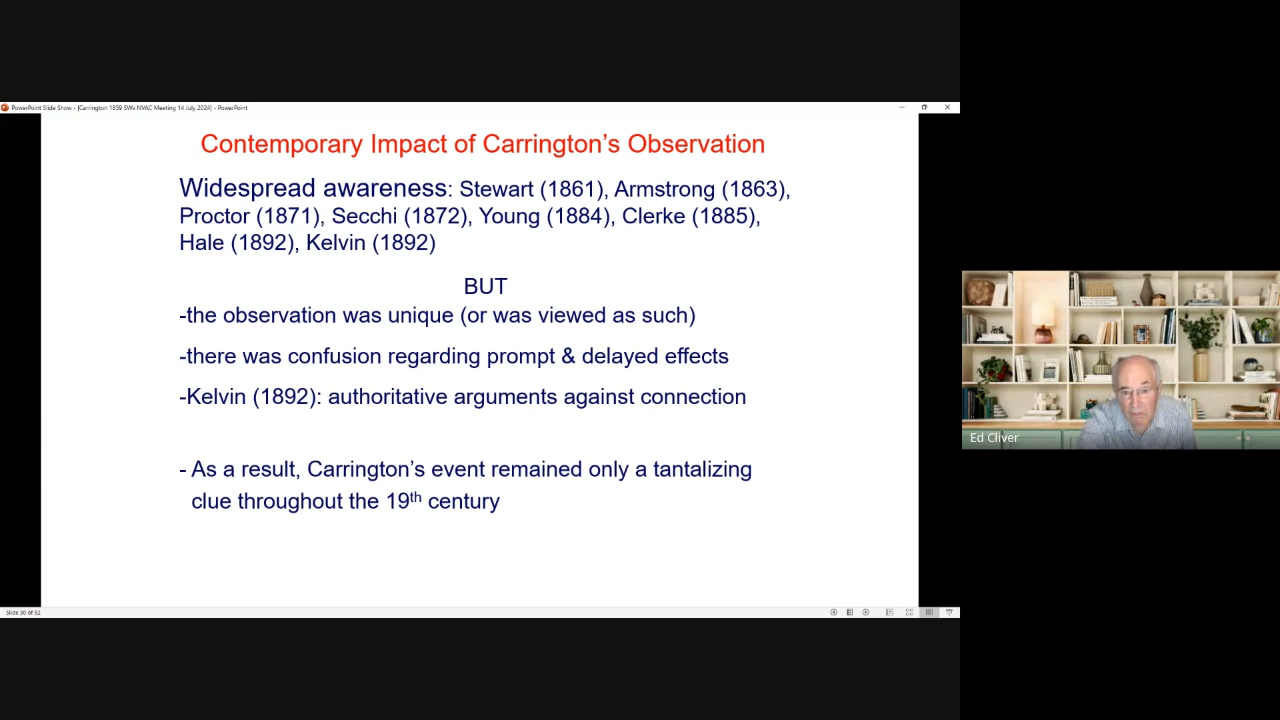 PowerPoint Slide Show - [Carrington 1859 SWx NVAC Meeting 14 July 2024] - PowerPoint
Contemporary Impact of Carrington’s Observation
Widespread awareness: Stewart (1861), Armstrong (1863),
Proctor (1871), Secchi (1872), Young (1884), Clerke (1885),
Hale (1892), Kelvin (1892)
BUT
-the observation was unique (or was viewed as such)
-there was confusion regarding prompt & delayed effects
-Kelvin (1892): authoritative arguments against connection
- As a result, Carrington’s event remained only a tantalizing
clue throughout the 19th century
Ed Cliver
Slide 30 of 52